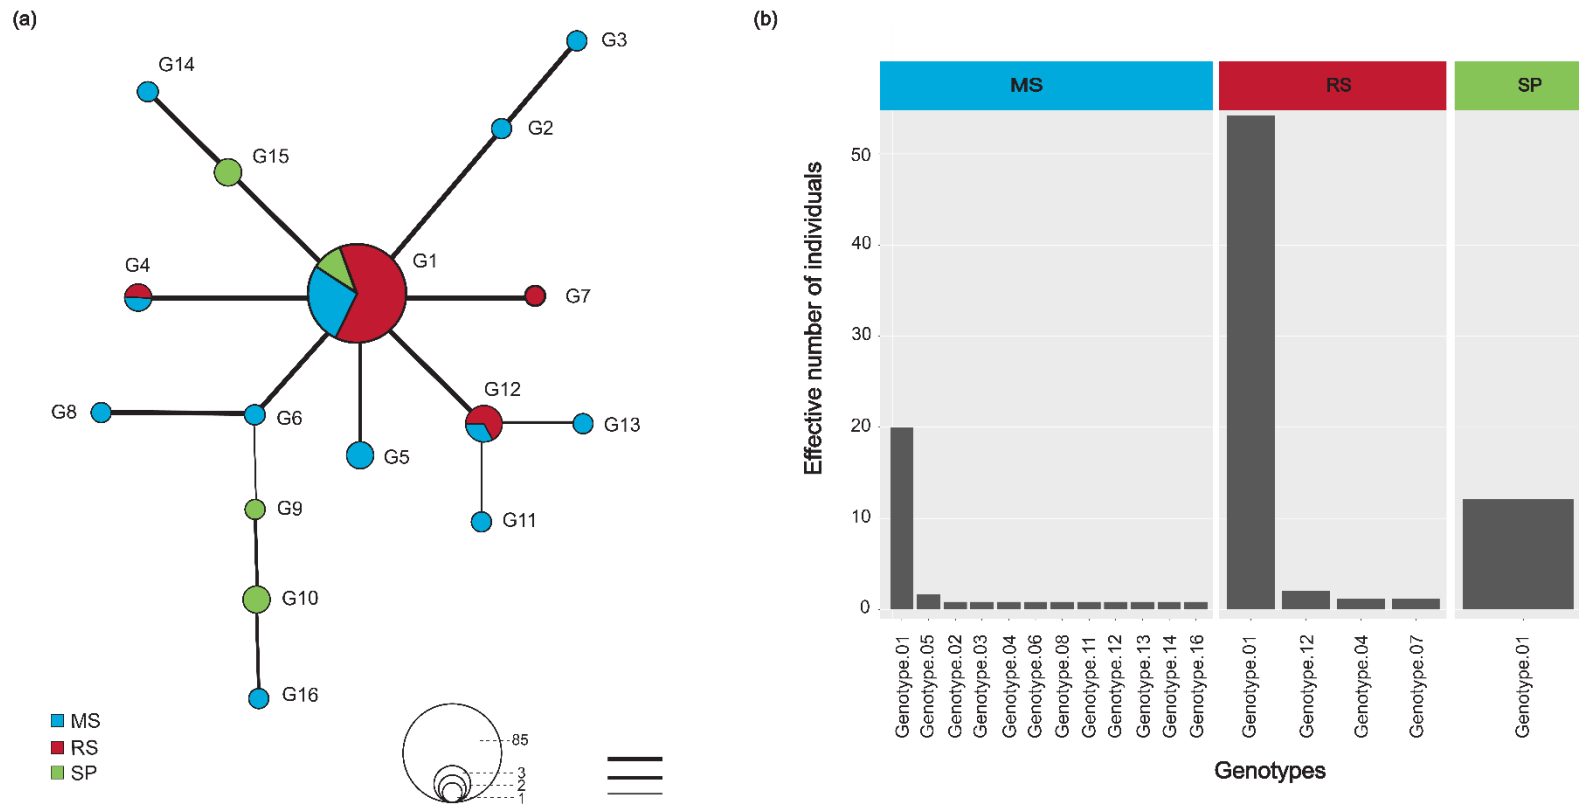 (a)
G14
G3
G2
G15
G4
G1
G7
G8
G6
G12
G13
G5
G9
G11
G10
G16
MS
RS
SP
85
3
2
1
(b)
MS RS SP
Effective number of individuals
50
40
30
20
10
0
Genotype.01
Genotype.05
Genotype.02
Genotype.03
Genotype.04
Genotype.06
Genotype.08
Genotype.11
Genotype.12
Genotype.13
Genotype.14
Genotype.16
Genotype.01
Genotype.12
Genotype.04
Genotype.07
Genotype.01
Genotypes